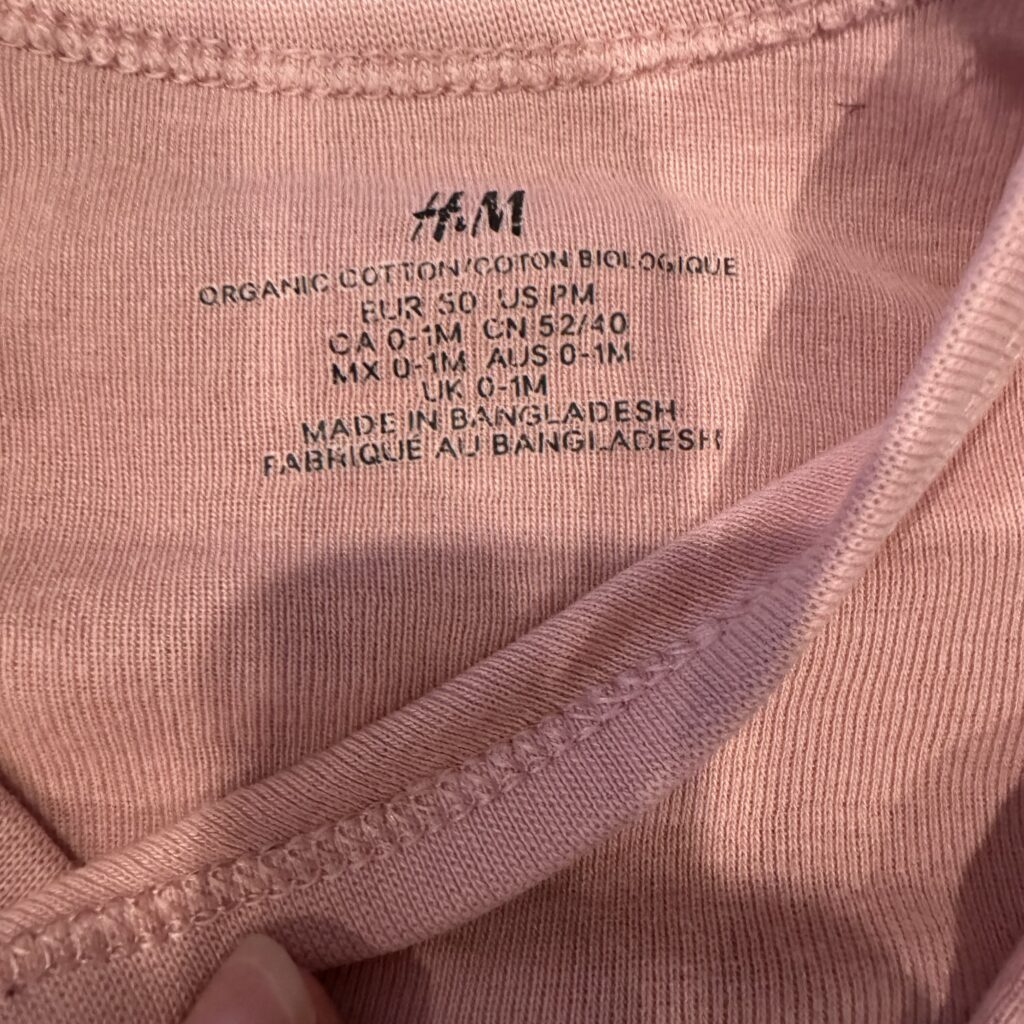 H&M
ORGANIC COTTON/COTON BIOLOGIQUE
EUR 50 US PM
CA 0-1M CN 52/40
MX 0-1M AUS 0-1M
UK 0-1M
MADE IN BANGLADESH
FABRIQUE AU BANGLADESH